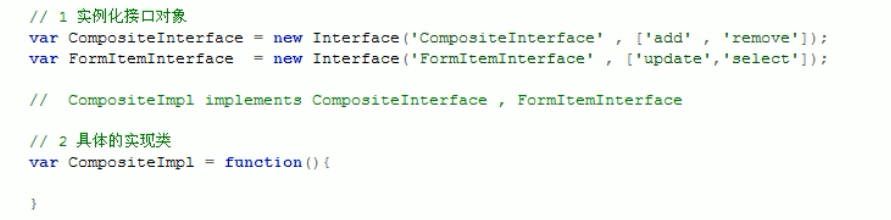 // 1 实例化接口对象
var CompositeInterface = new Interface('CompositeInterface' , ['add' , 'remove']);
var FormItemInterface  = new Interface('FormItemInterface' , ['update','select']);
//  CompositeImpl implements CompositeInterface , FormItemInterface
// 2 具体的实现类
var CompositeImpl = function(){
}